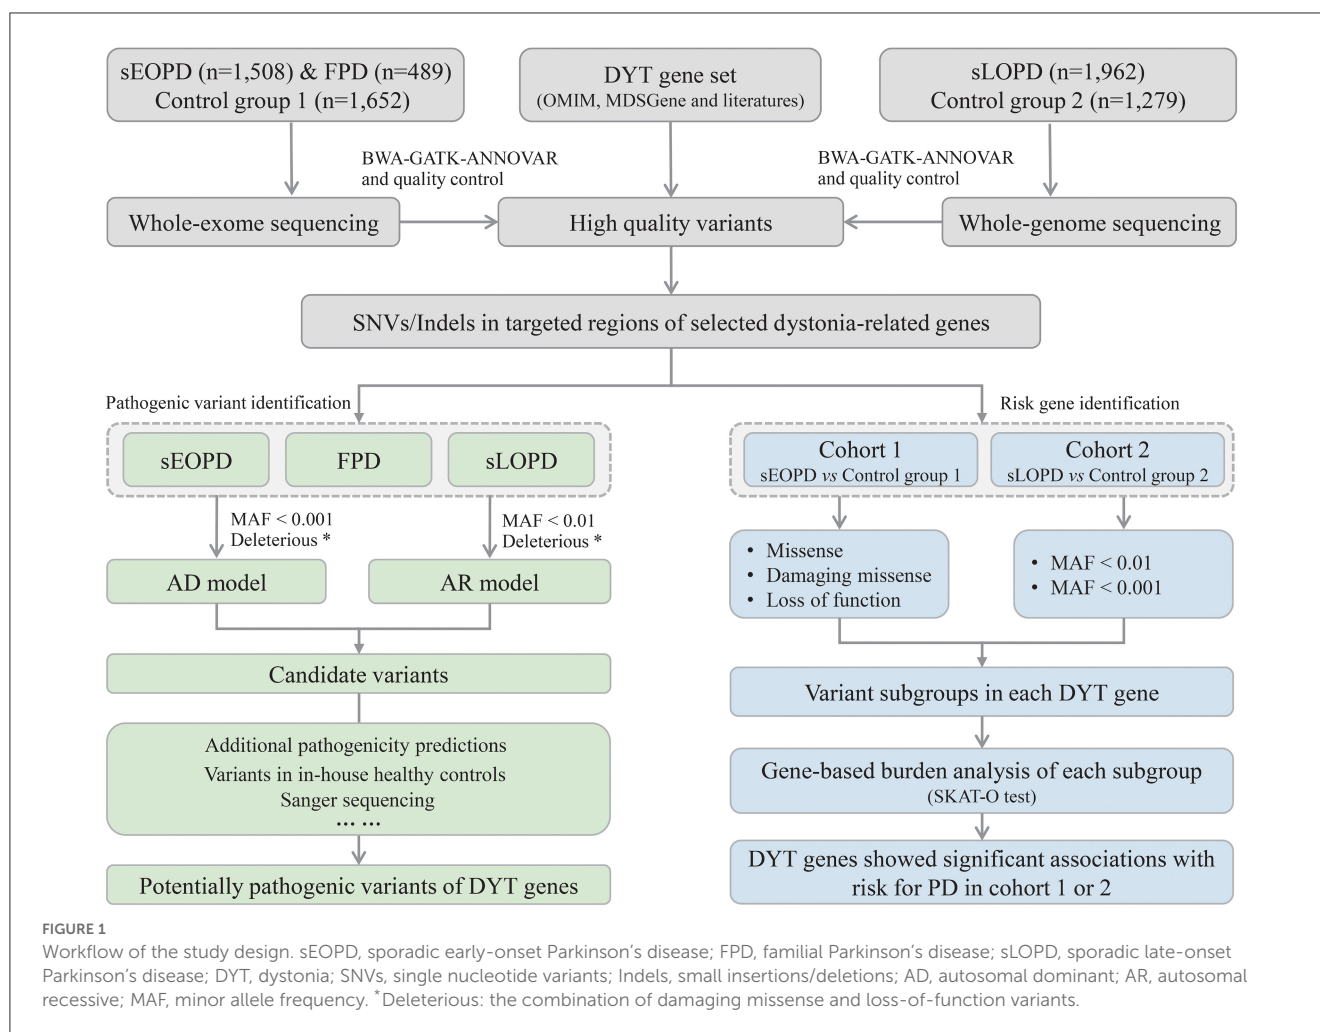 sEOPD (n=1,508) & FPD (n=489)
Control group 1 (n=1,652)
DYT gene set
(OMIM, MDSGene and literatures)
sLOPD (n=1,962)
Control group 2 (n=1,279)
BWA-GATK-ANNOVAR
and quality control
BWA-GATK-ANNOVAR
and quality control
Whole-exome sequencing
High quality variants
Whole-genome sequencing
SNVs/Indels in targeted regions of selected dystonia-related genes
Pathogenic variant identification
Risk gene identification
sEOPD
FPD
sLOPD
Cohort 1
sEOPD vs Control group 1
Cohort 2
sLOPD vs Control group 2
MAF < 0.001
Deleterious *
MAF < 0.01
Deleterious *
• Missense
• Damaging missense
• Loss of function
• MAF < 0.01
• MAF < 0.001
AD model
AR model
Candidate variants
Variant subgroups in each DYT gene
Additional pathogenicity predictions
Variants in in-house healthy controls
Sanger sequencing
... ...
Gene-based burden analysis of each subgroup
(SKAT-O test)
Potentially pathogenic variants of DYT genes
DYT genes showed significant associations with
risk for PD in cohort 1 or 2
FIGURE 1
Workflow of the study design. sEOPD, sporadic early-onset Parkinson's disease; FPD, familial Parkinson's disease; sLOPD, sporadic late-onset
Parkinson's disease; DYT, dystonia; SNVs, single nucleotide variants; Indels, small insertions/deletions; AD, autosomal dominant; AR, autosomal
recessive; MAF, minor allele frequency. *Deleterious: the combination of damaging missense and loss-of-function variants.